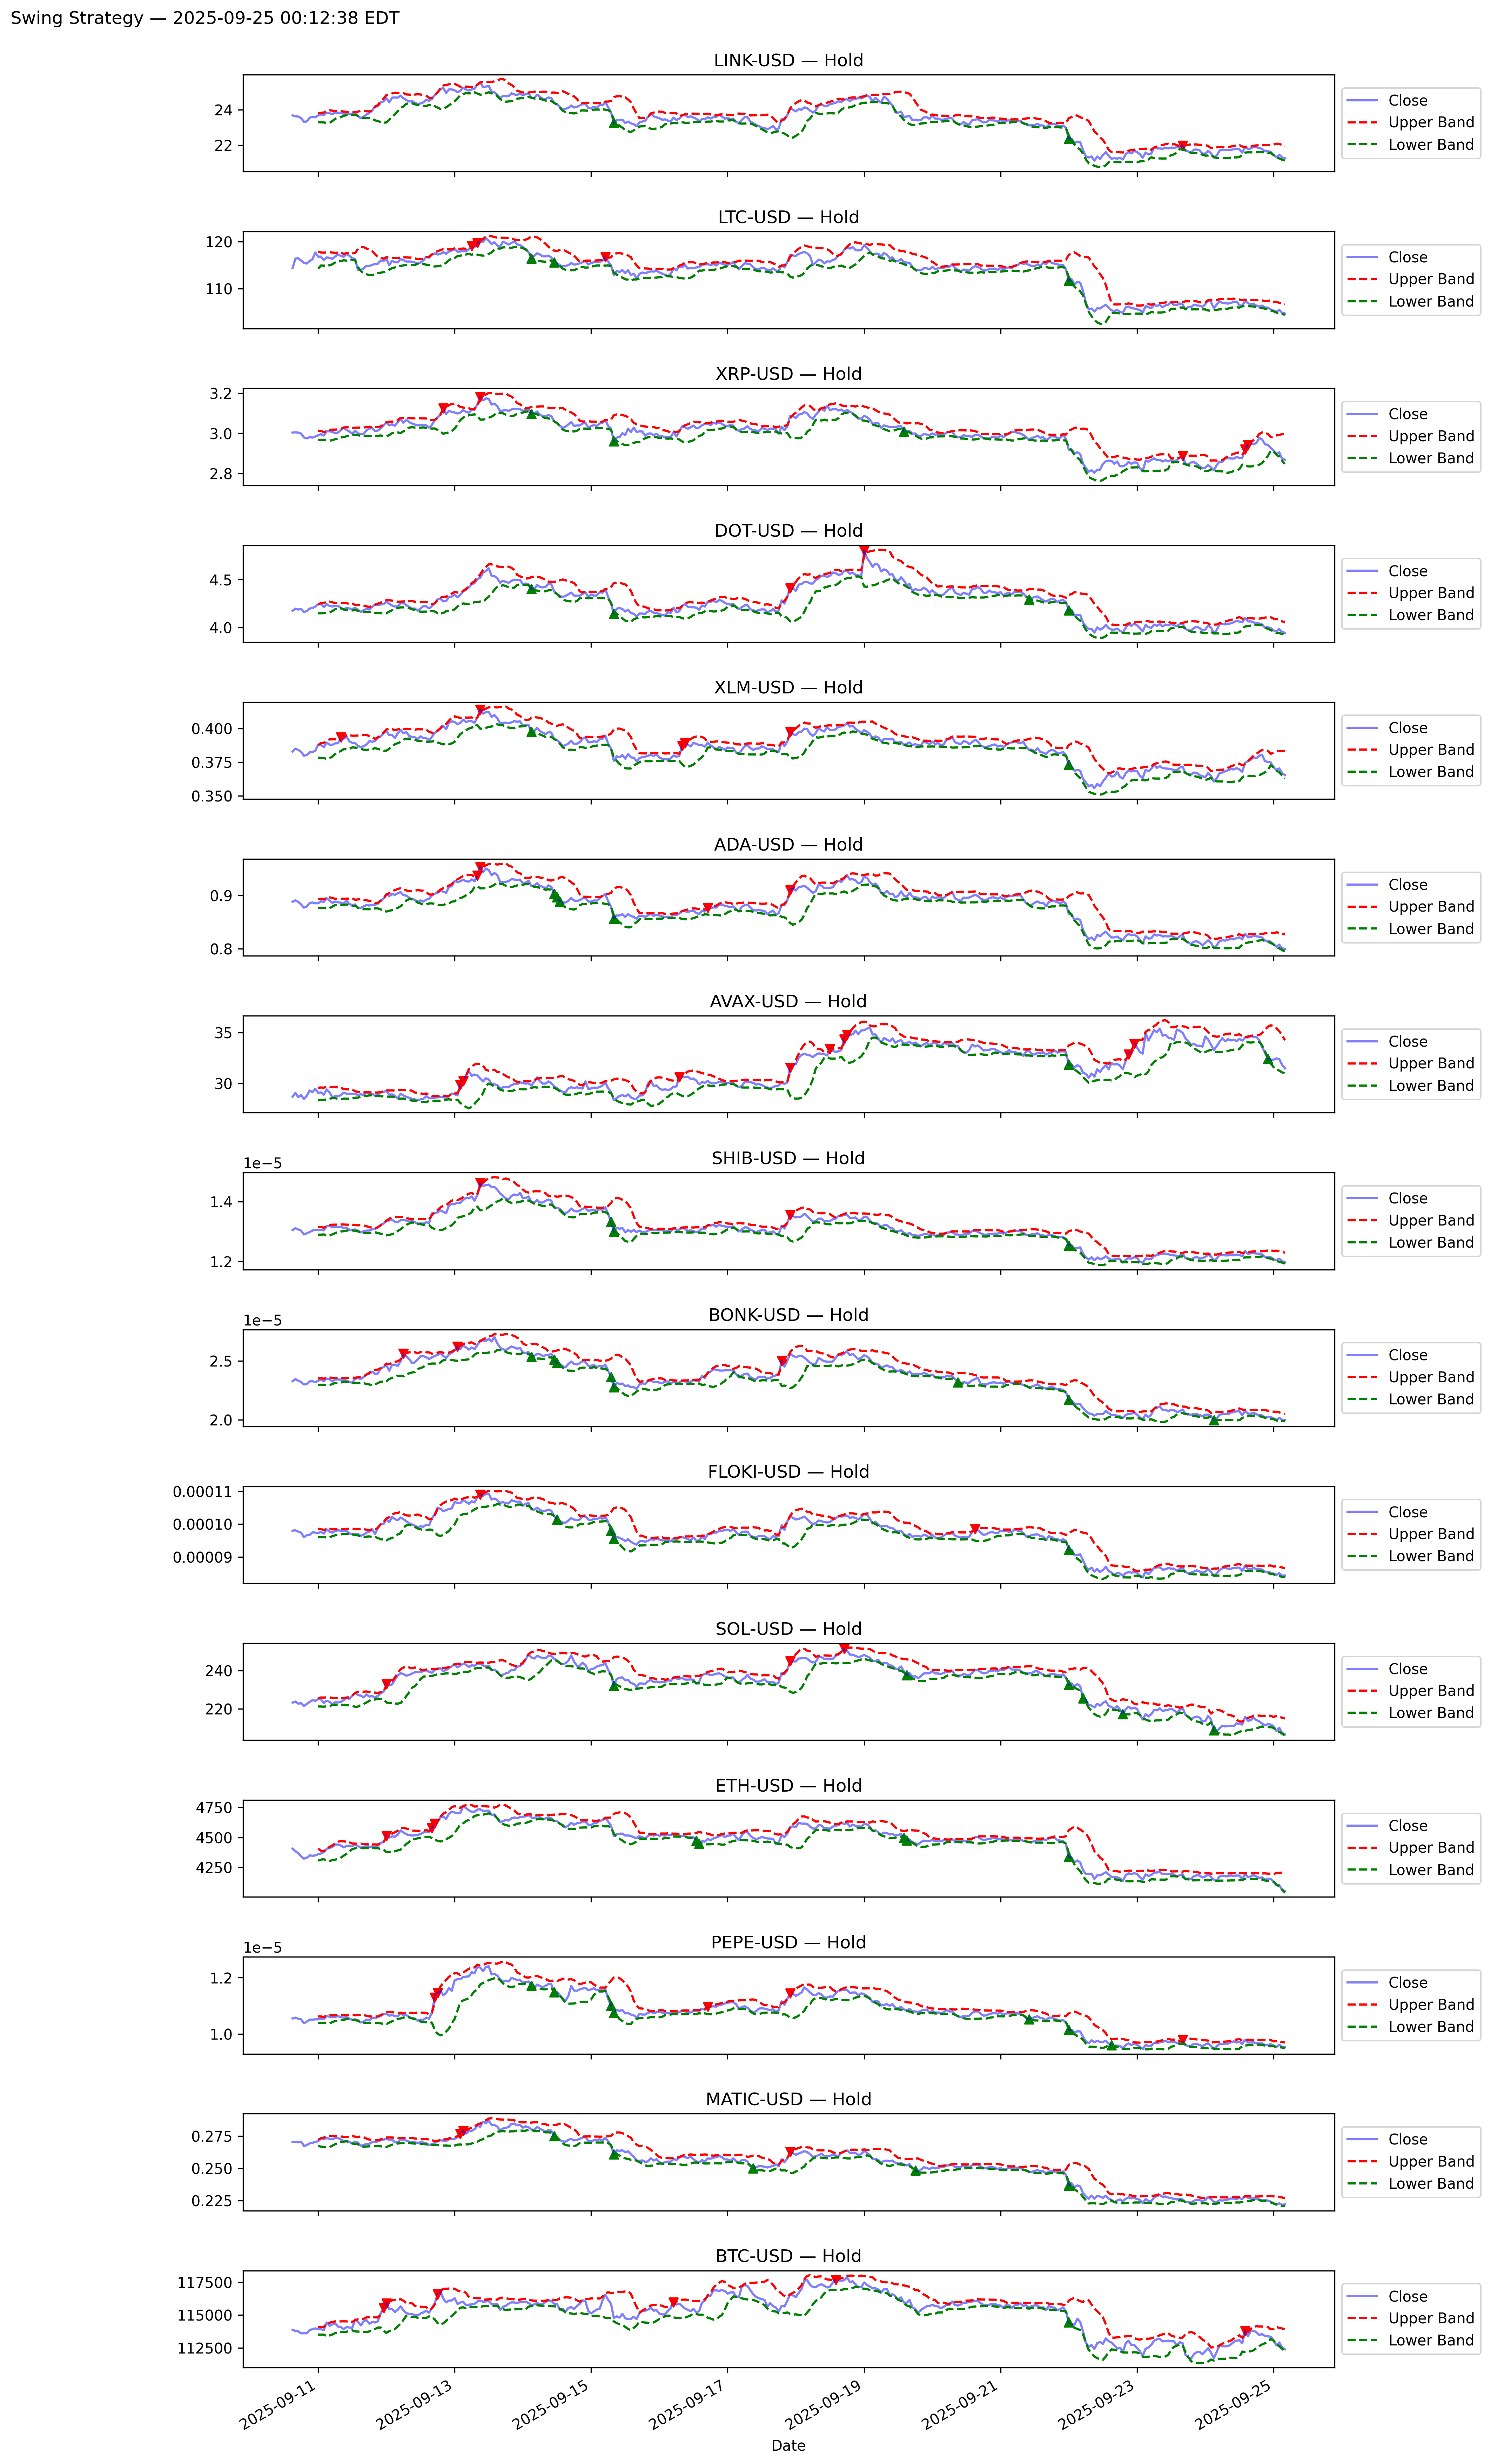 Swing Strategy — 2025-09-25 00:12:38 EDT
LINK-USD — Hold
24
22
Close
Upper Band
Lower Band
LTC-USD — Hold
120
110
Close
Upper Band
Lower Band
XRP-USD — Hold
3.2
3.0
2.8
Close
Upper Band
Lower Band
DOT-USD — Hold
4.5
4.0
Close
Upper Band
Lower Band
XLM-USD — Hold
0.400
0.375
0.350
Close
Upper Band
Lower Band
ADA-USD — Hold
0.9
0.8
Close
Upper Band
Lower Band
AVAX-USD — Hold
35
30
Close
Upper Band
Lower Band
SHIB-USD — Hold
1e−5
1.4
1.2
Close
Upper Band
Lower Band
BONK-USD — Hold
1e−5
2.5
2.0
Close
Upper Band
Lower Band
FLOKI-USD — Hold
0.00011
0.00010
0.00009
Close
Upper Band
Lower Band
SOL-USD — Hold
240
220
Close
Upper Band
Lower Band
ETH-USD — Hold
4750
4500
4250
Close
Upper Band
Lower Band
PEPE-USD — Hold
1e−5
1.2
1.0
Close
Upper Band
Lower Band
MATIC-USD — Hold
0.275
0.250
0.225
Close
Upper Band
Lower Band
BTC-USD — Hold
117500
115000
112500
Close
Upper Band
Lower Band
2025-09-11
2025-09-13
2025-09-15
2025-09-17
2025-09-19
2025-09-21
2025-09-23
2025-09-25
Date